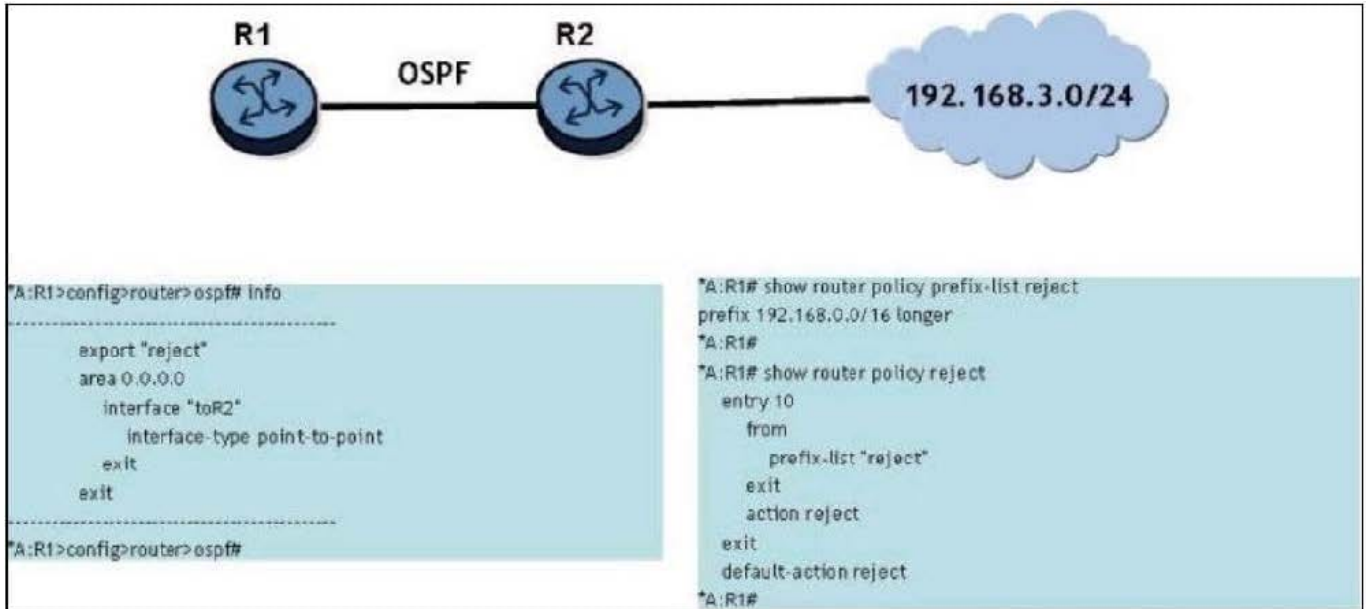 R1
R2
OSPF
192.168.3.0/24
*A:R1>config>router>ospf# info
----------------------------------------------
export "reject"
area 0.0.0.0
interface "toR2"
interface-type point-to-point
exit
exit
----------------------------------------------
*A:R1>config>router>ospf#
*A:R1# show router policy prefix-list reject
prefix 192.168.0.0/16 longer
*A:R1#
*A:R1# show router policy reject
entry 10
from
prefix-list "reject"
exit
action reject
exit
default-action reject
*A:R1#